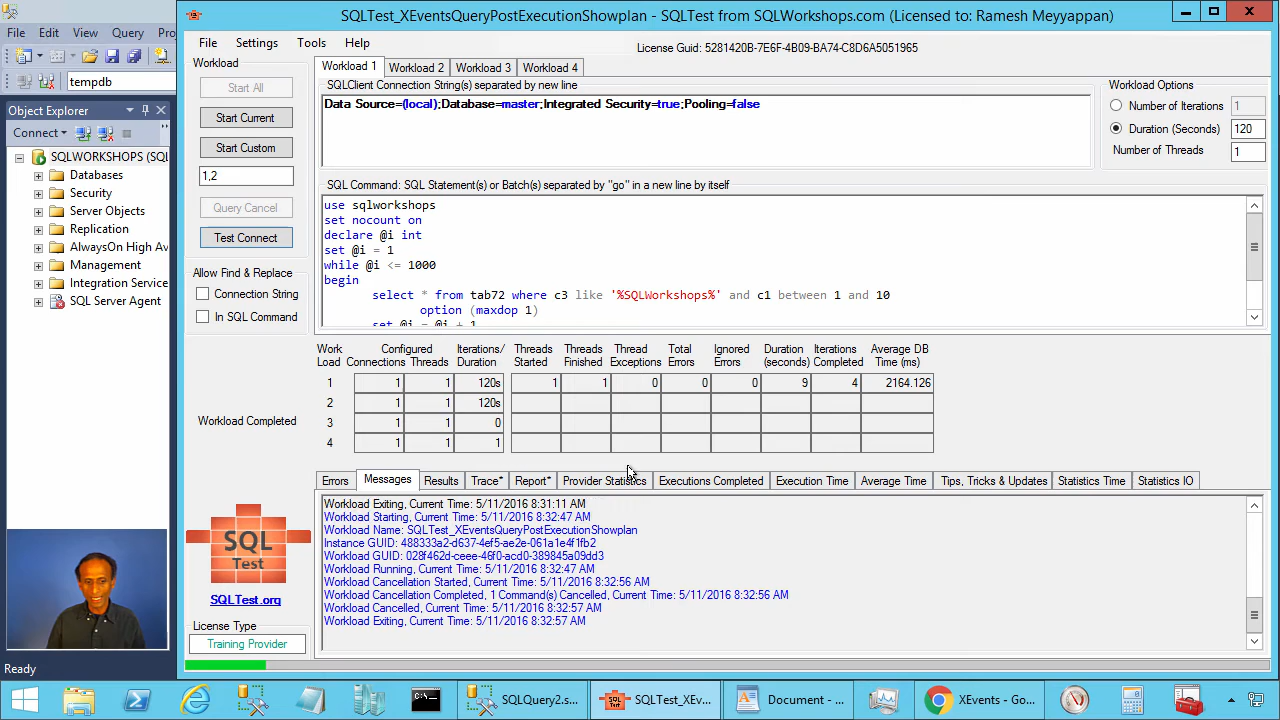 SQLTest_XEventsQueryPostExecutionShowplan - SQLTest from SQLWorkshops.com (Licensed to: Ramesh Meyyappan)
File Edit View Query Pro
tempdb
Object Explorer
Connect
SQLWORKSHOPS (SQL
Databases
Security
Server Objects
Replication
AlwaysOn High Av
Management
Integration Service
SQL Server Agent
Ready
File Settings Tools Help
License Guid: 5281420B-7E9F-4B09-BA74-C8D6A5051965
Workload
Start All
Start Current
Start Custom
1,2
Query Cancel
Test Connect
Allow Find & Replace
Connection String
In SQL Command
Workload 1 Workload 2 Workload 3 Workload 4
SQLClient Connection String(s) separated by new line
Data Source=(local);Database=master;Integrated Security=true;Pooling=false
Workload Options
Number of Iterations 1
Duration (Seconds) 120
Number of Threads 1
SQL Command: SQL Statement(s) or Batch(s) separated by "go" in a new line by itself
use sqlworkshops
set nocount on
declare @i int
set @i = 1
while @i <= 1000
begin
select * from tab72 where c3 like '%SQLWorkshops%' and c1 between 1 and 10
option (maxdop 1)
set @i = @i + 1
Work Configured Iterations/ Threads Threads Thread Total Ignored Duration Iterations Average DB
Load Connections Threads Duration Started Finished Exceptions Errors Errors (seconds) Completed Time (ms)
1 1 1 120s 1 1 0 0 0 9 4 2164.126
2 1 1 120s
3 1 1 0
4 1 1 1
Workload Completed
Errors Messages Results Trace* Report* Provider Statistics Executions Completed Execution Time Average Time Tips, Tricks & Updates Statistics Time Statistics IO
Workload Exiting, Current Time: 5/11/2016 8:31:11 AM
Workload Starting, Current Time: 5/11/2016 8:32:47 AM
Workload Name: SQLTest_XEventsQueryPostExecutionShowplan
Instance GUID: 488333a2-d637-4ef5-ae2e-061a1e4f1fb2
Workload GUID: 028f462d-ceee-46f0-acd0-389845a09dd3
Workload Running, Current Time: 5/11/2016 8:32:47 AM
Workload Cancellation Started, Current Time: 5/11/2016 8:32:56 AM
Workload Cancellation Completed, 1 Command(s) Cancelled, Current Time: 5/11/2016 8:32:56 AM
Workload Cancelled, Current Time: 5/11/2016 8:32:57 AM
Workload Exiting, Current Time: 5/11/2016 8:32:57 AM
SQL
Test
SQLTest.org
License Type
Training Provider
SQLQuery2.s...
SQLTest_XEv...
Document - ...
XEvents - Go...